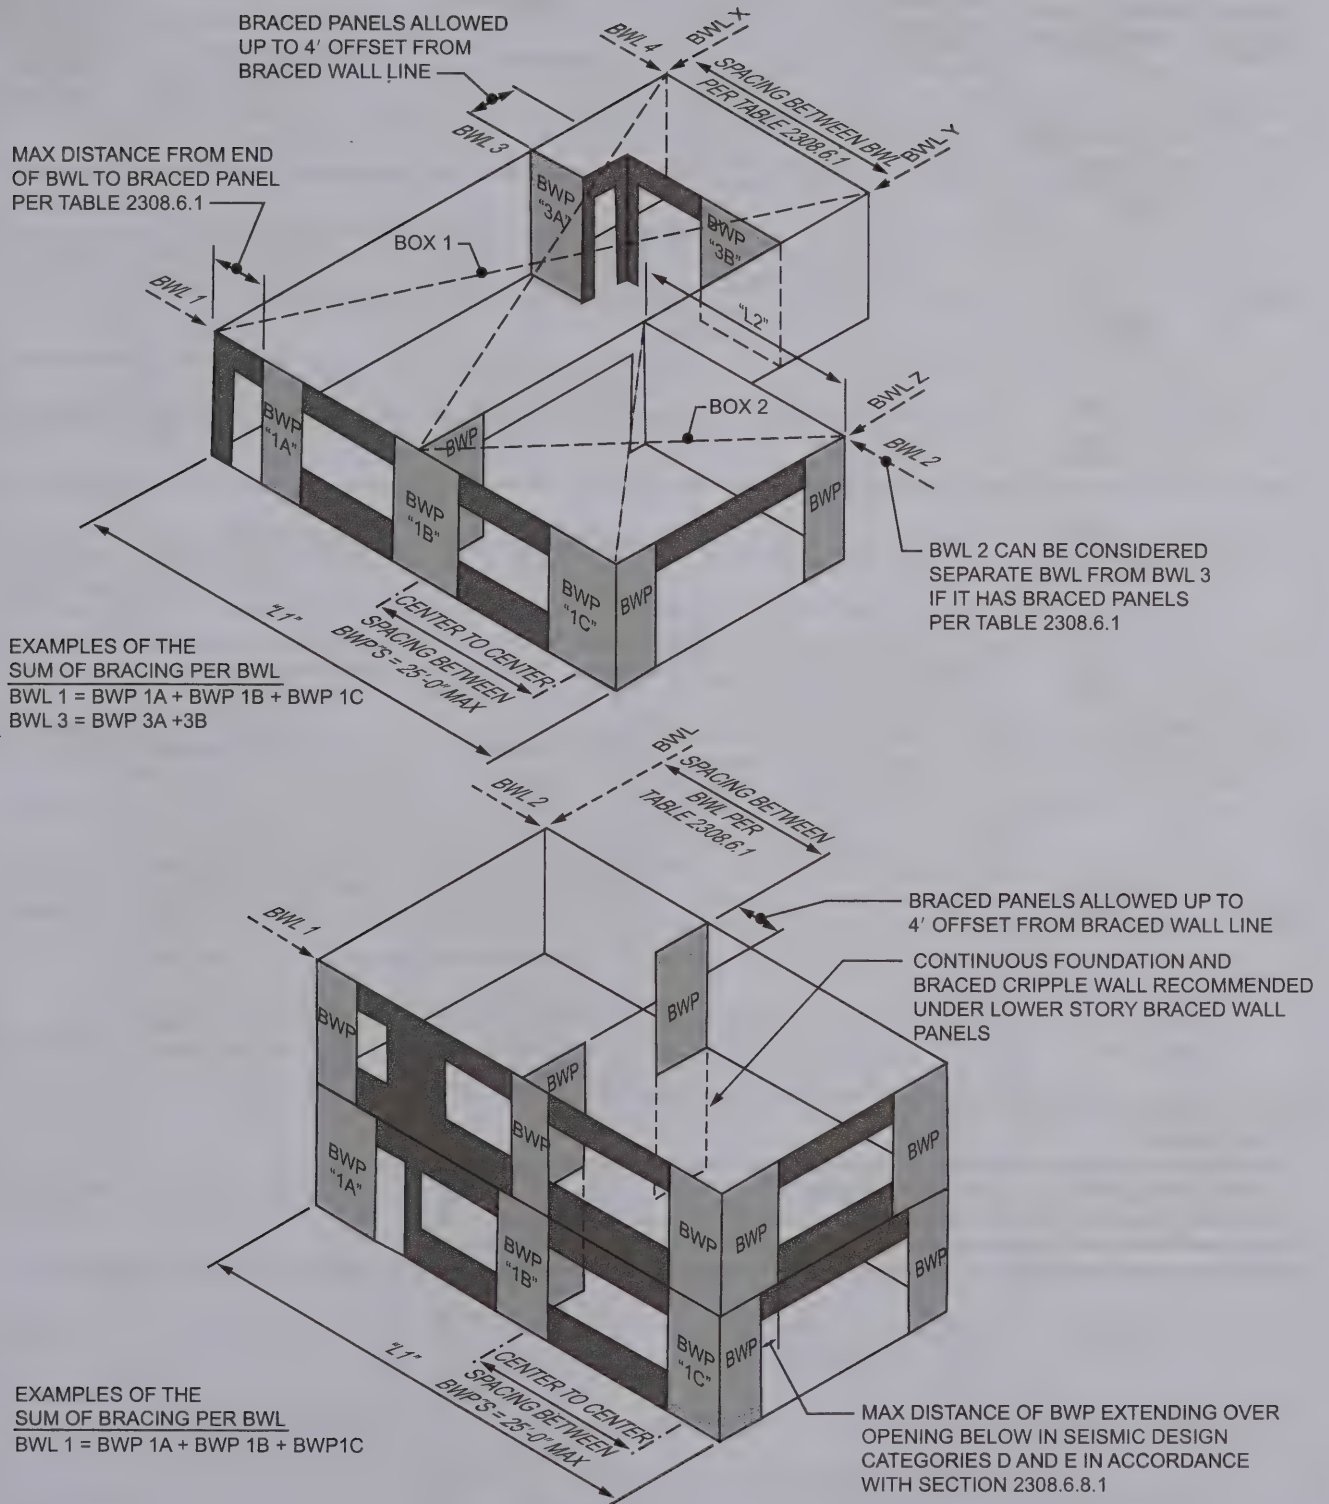 BRACED PANELS ALLOWED
UP TO 4' OFFSET FROM
BRACED WALL LINE
BWL 4
BWL X
SPACING BETWEEN BWL
PER TABLE 2308.6.1
BWL Y
BWL 3
MAX DISTANCE FROM END
OF BWL TO BRACED PANEL
PER TABLE 2308.6.1
BWP
"3A"
BWP
"3B"
BOX 1
BWL 1
"L2"
BWL Z
BOX 2
BWL 2
BWP
"1A"
BWP
BWP
"1B"
BWP
BWP
"1C"
BWP
BWL 2 CAN BE CONSIDERED
SEPARATE BWL FROM BWL 3
IF IT HAS BRACED PANELS
PER TABLE 2308.6.1
"L1"
CENTER TO CENTER
SPACING BETWEEN
BWP'S = 25'-0" MAX
EXAMPLES OF THE
SUM OF BRACING PER BWL
BWL 1 = BWP 1A + BWP 1B + BWP 1C
BWL 3 = BWP 3A +3B
BWL
BWL 2
SPACING BETWEEN
BWL PER
TABLE 2308.6.1
BWL 1
BRACED PANELS ALLOWED UP TO
4' OFFSET FROM BRACED WALL LINE
CONTINUOUS FOUNDATION AND
BRACED CRIPPLE WALL RECOMMENDED
UNDER LOWER STORY BRACED WALL
PANELS
BWP
BWP
BWP
BWP
BWP
BWP
BWP
BWP
"1A"
BWP
"1B"
BWP
"1C"
BWP
BWP
"L1"
CENTER TO CENTER
SPACING BETWEEN
BWP'S = 25'-0" MAX
EXAMPLES OF THE
SUM OF BRACING PER BWL
BWL 1 = BWP 1A + BWP 1B + BWP1C
MAX DISTANCE OF BWP EXTENDING OVER
OPENING BELOW IN SEISMIC DESIGN
CATEGORIES D AND E IN ACCORDANCE
WITH SECTION 2308.6.8.1